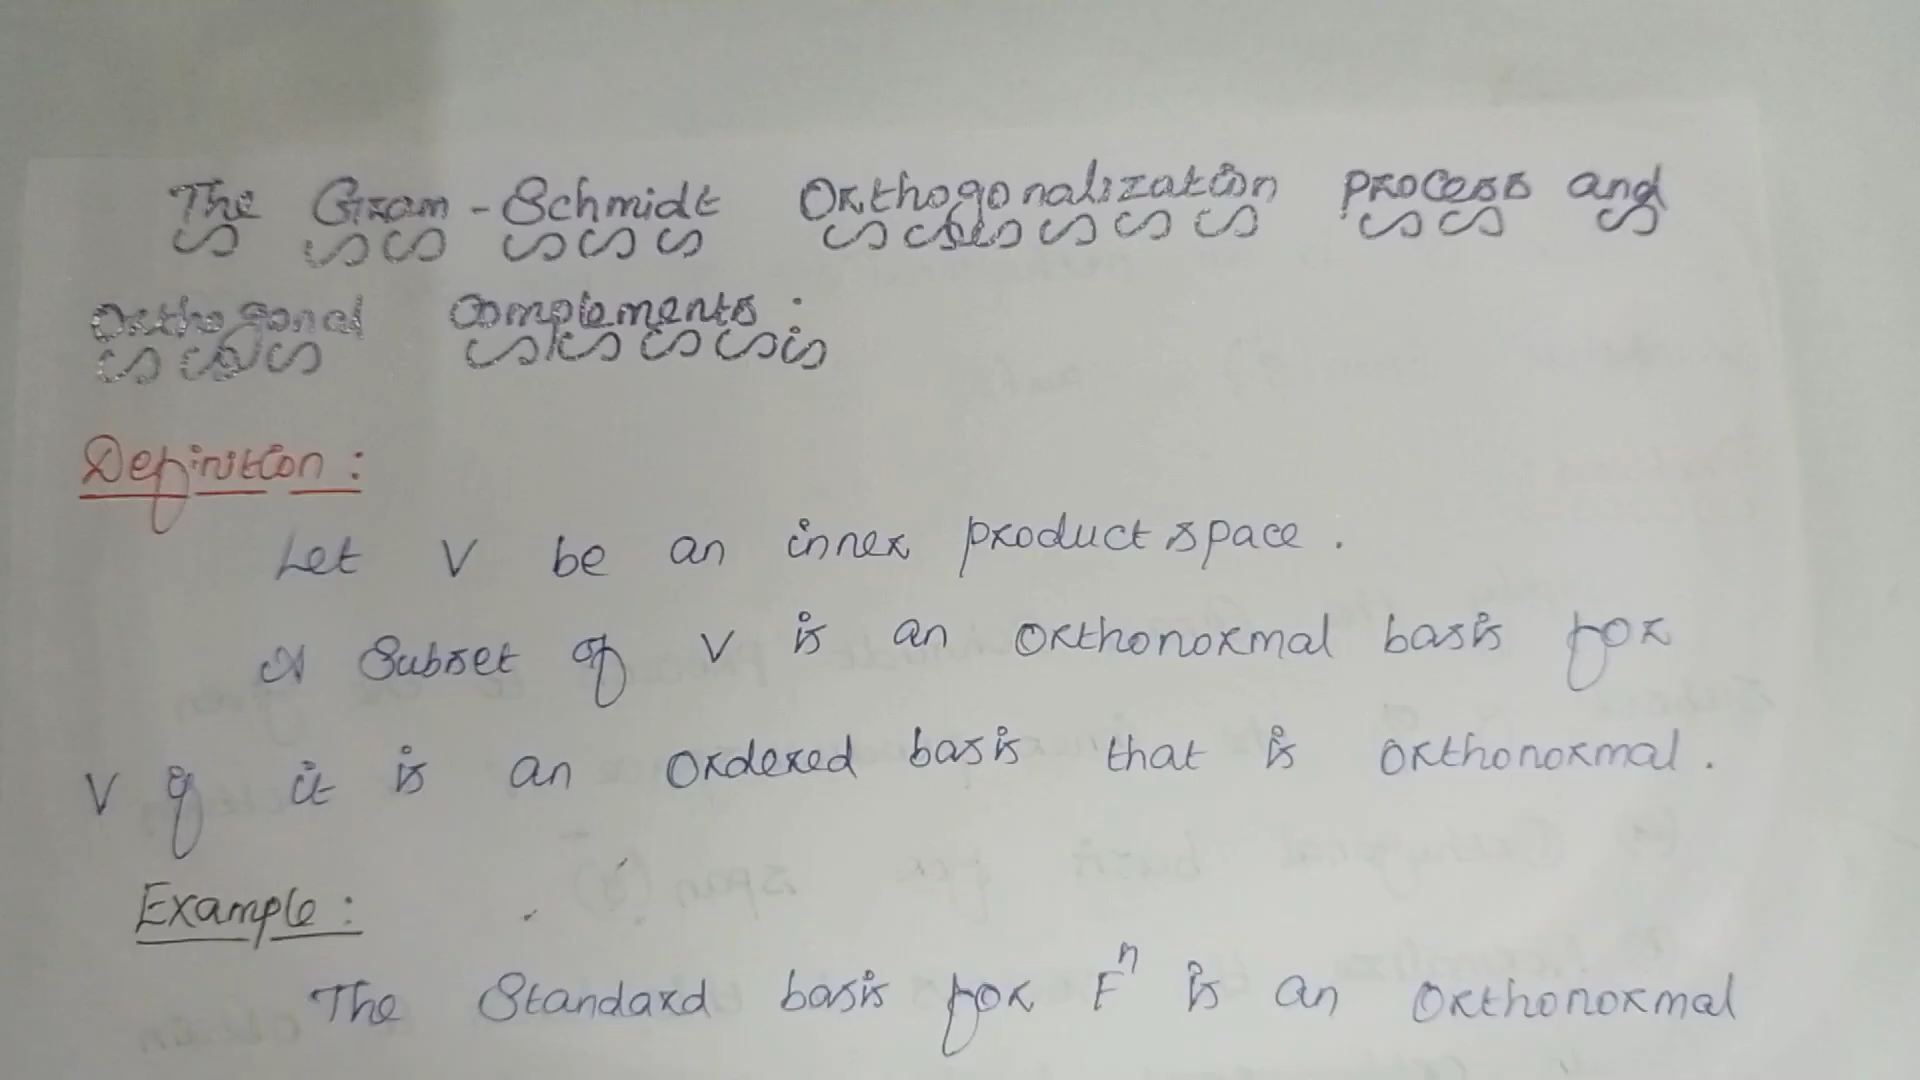 The Gram-Schmidt Orthogonalization process and
Orthogonal Complements :
Definition :
Let V be an inner product space .
A Subset of V is an orthonormal basis for
V if it is an ordered basis that is orthonormal .
Example :
The Standard basis for Fⁿ is an orthonormal